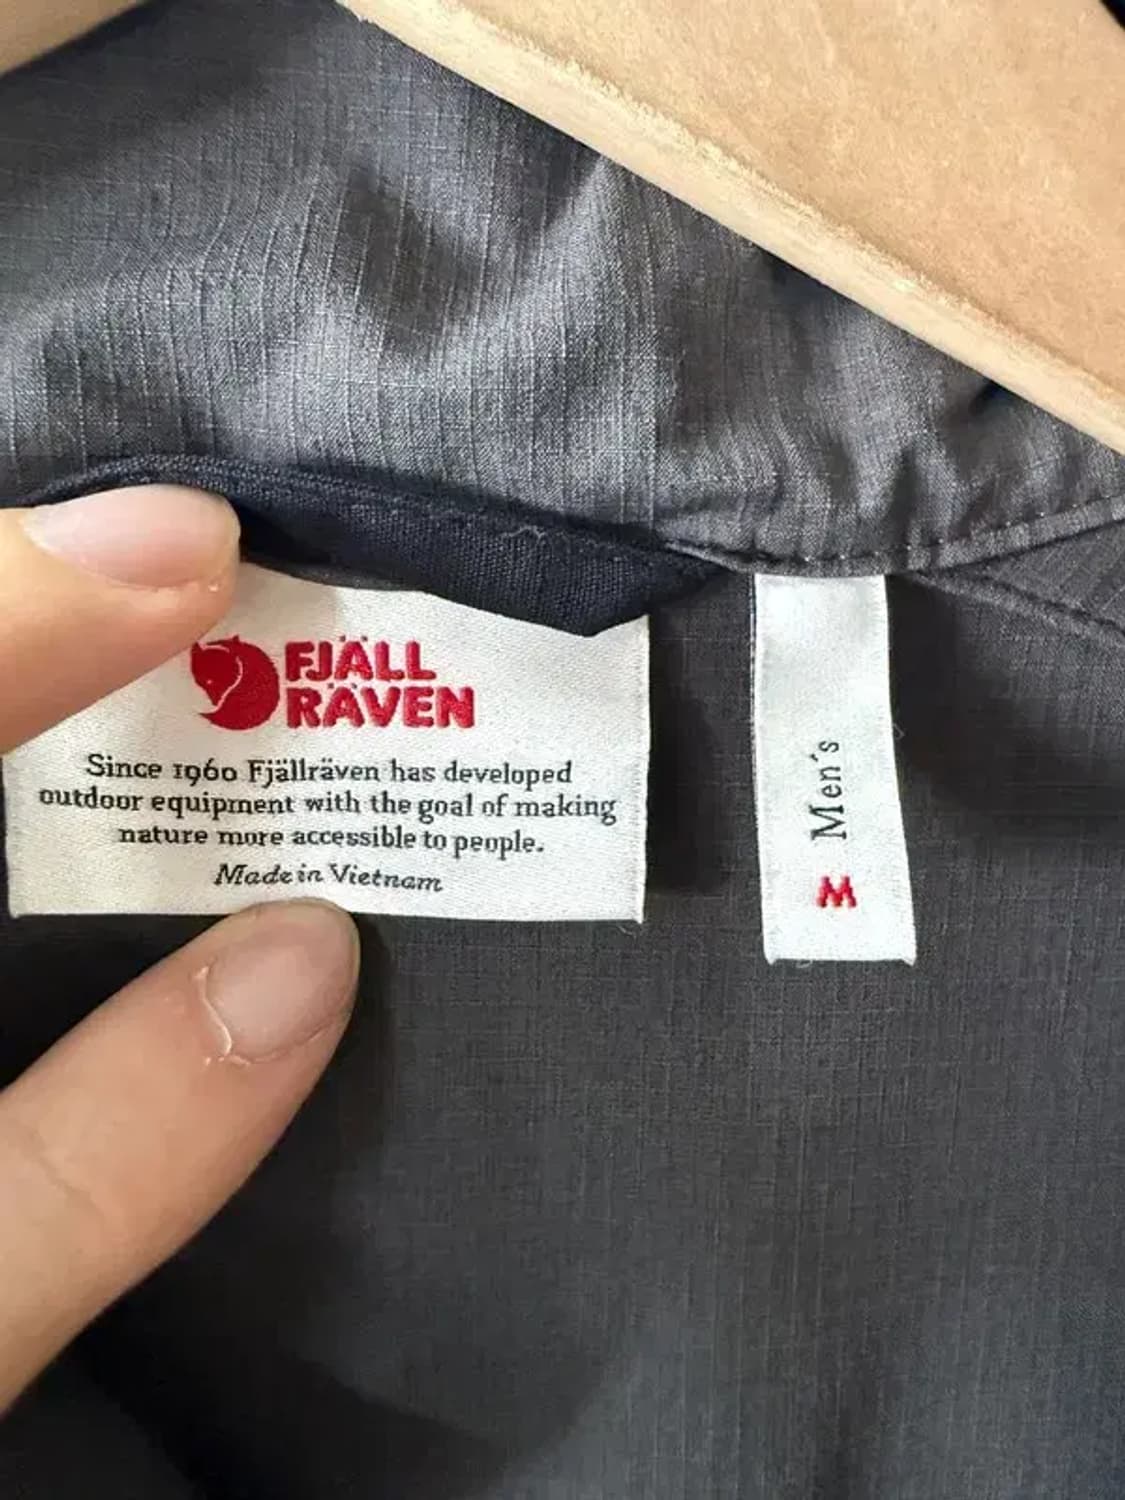 FJÄLL
RÄVEN
Since 1960 Fjällräven has developed
outdoor equipment with the goal of making
nature more accessible to people.
Made in Vietnam
Men's
M